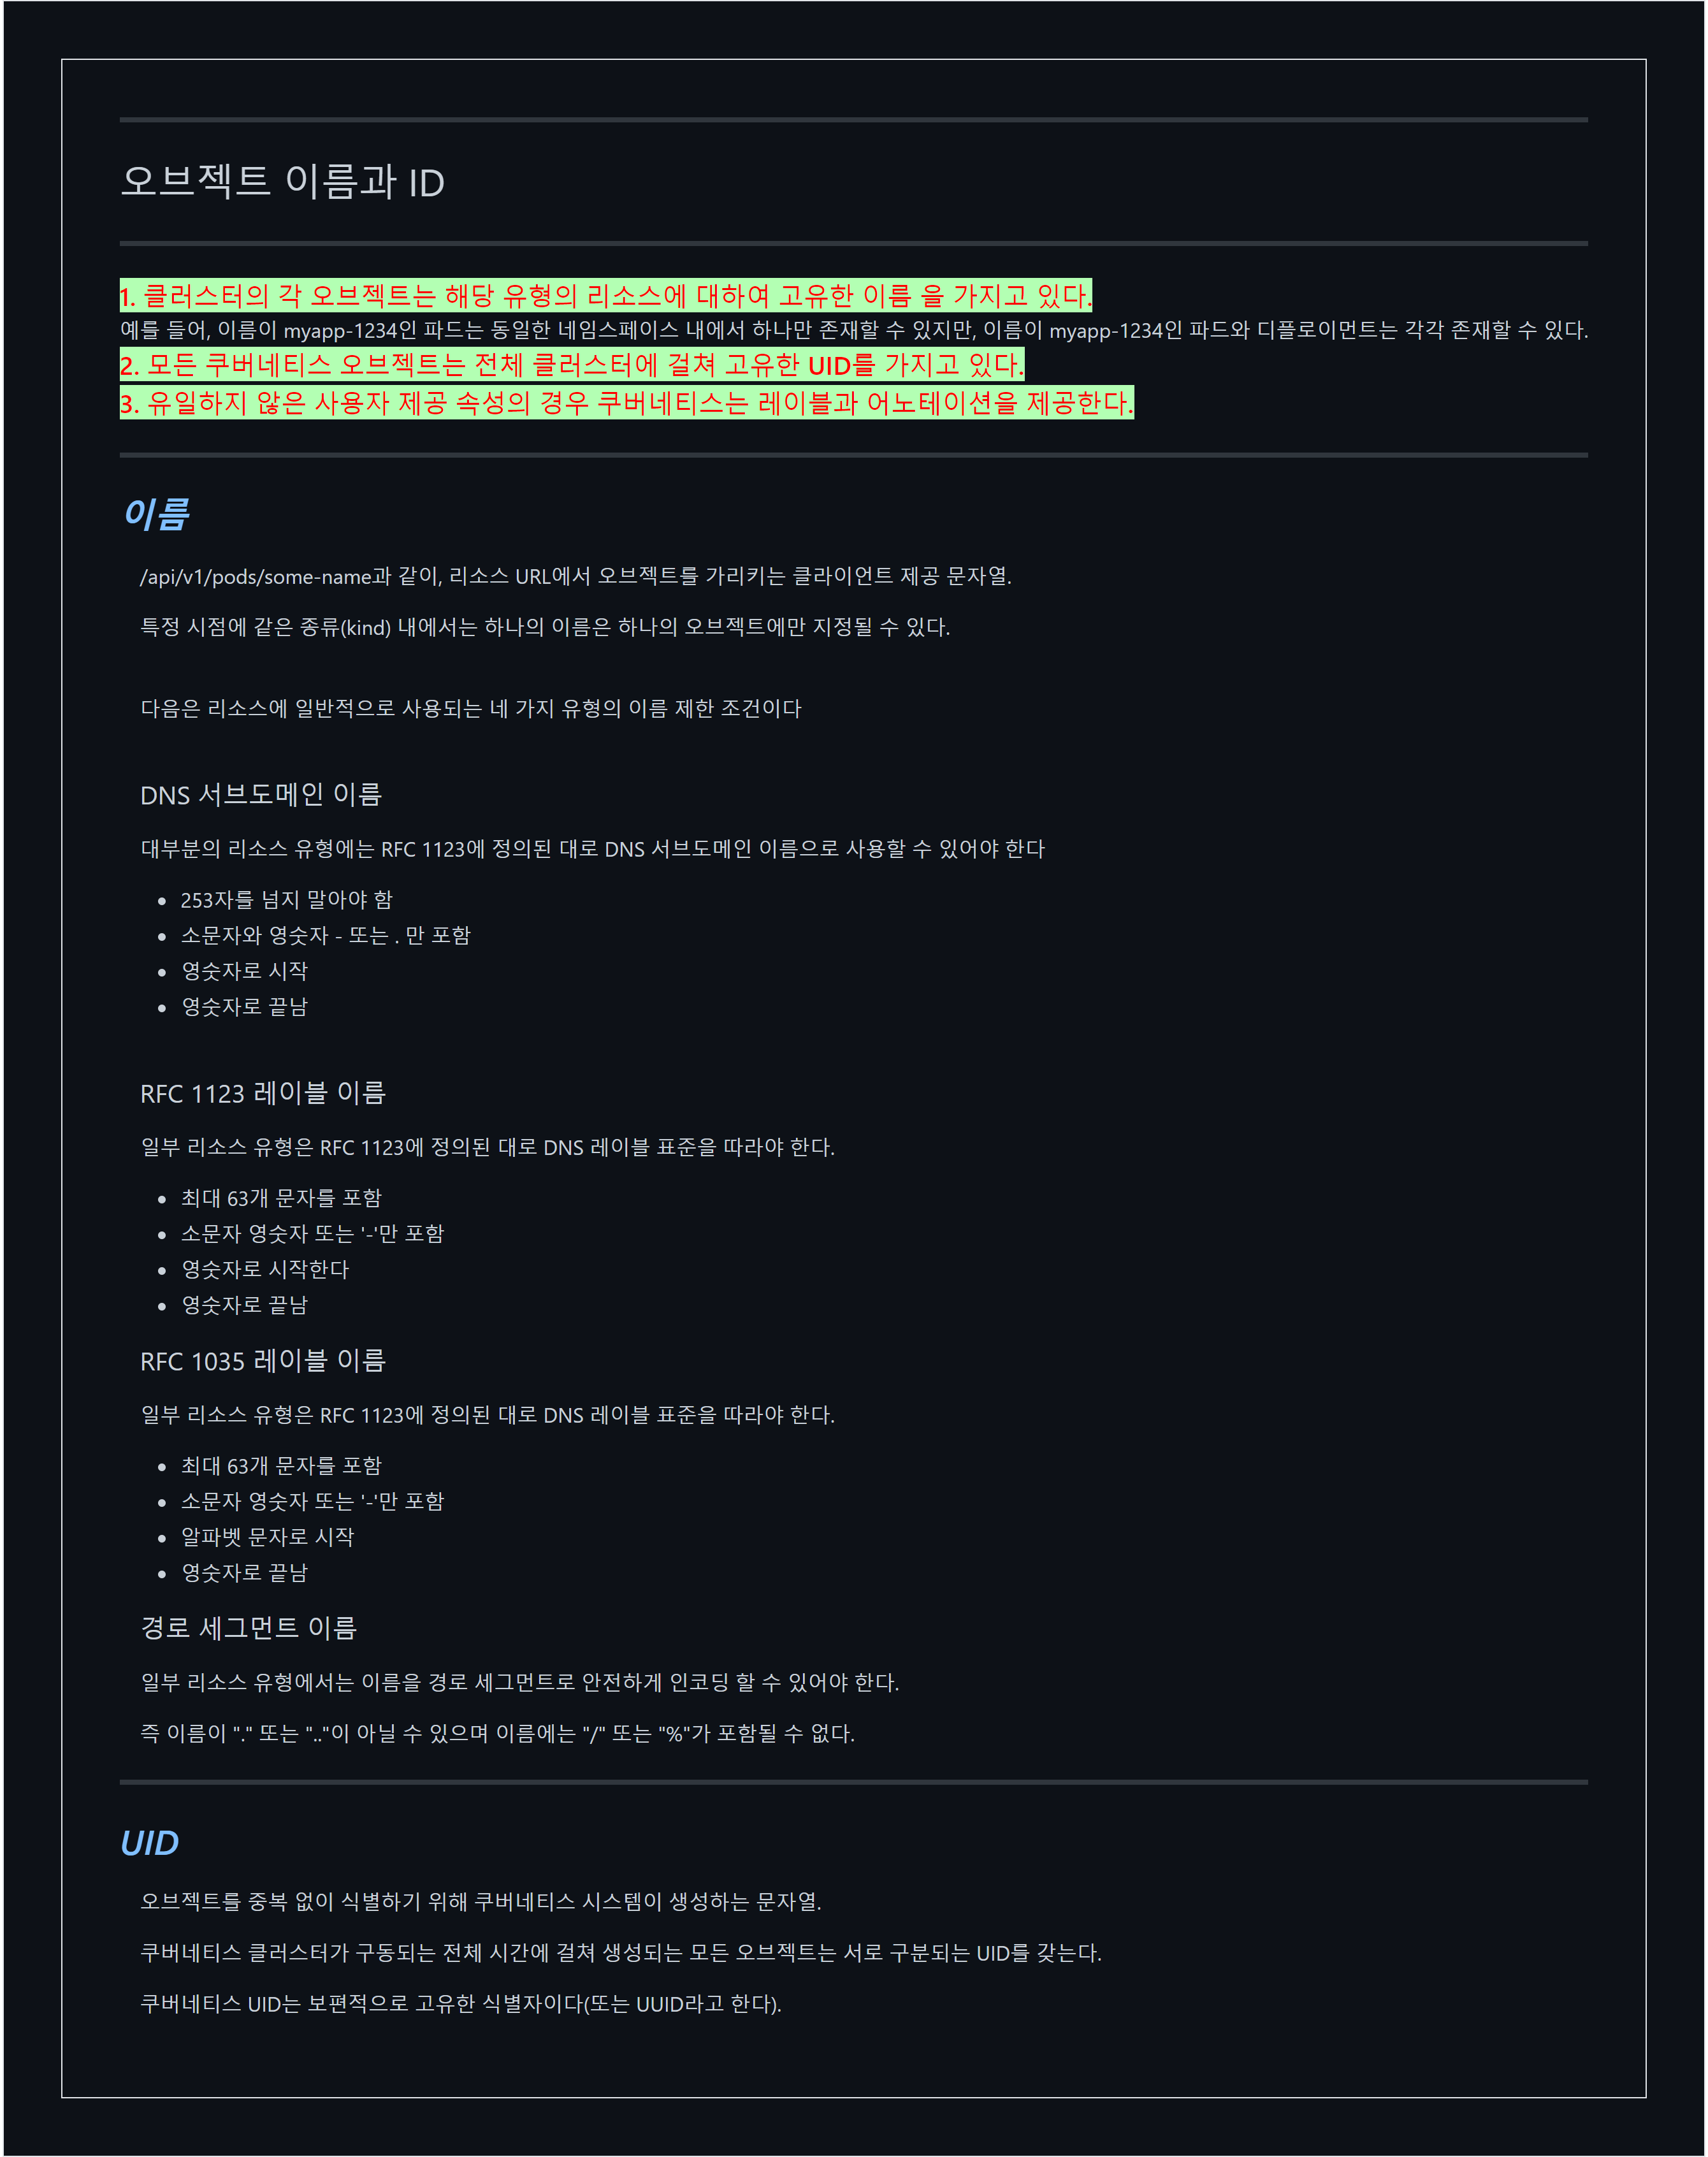 오브젝트 이름과 ID
1. 클러스터의 각 오브젝트는 해당 유형의 리소스에 대하여 고유한 이름 을 가지고 있다.
예를 들어, 이름이 myapp-1234인 파드는 동일한 네임스페이스 내에서 하나만 존재할 수 있지만, 이름이 myapp-1234인 파드와 디플로이먼트는 각각 존재할 수 있다.
2. 모든 쿠버네티스 오브젝트는 전체 클러스터에 걸쳐 고유한 UID를 가지고 있다.
3. 유일하지 않은 사용자 제공 속성의 경우 쿠버네티스는 레이블과 어노테이션을 제공한다.
이름
/api/v1/pods/some-name과 같이, 리소스 URL에서 오브젝트를 가리키는 클라이언트 제공 문자열.
특정 시점에 같은 종류(kind) 내에서는 하나의 이름은 하나의 오브젝트에만 지정될 수 있다.
다음은 리소스에 일반적으로 사용되는 네 가지 유형의 이름 제한 조건이다
DNS 서브도메인 이름
대부분의 리소스 유형에는 RFC 1123에 정의된 대로 DNS 서브도메인 이름으로 사용할 수 있어야 한다
• 253자를 넘지 말아야 함
• 소문자와 영숫자 - 또는 . 만 포함
• 영숫자로 시작
• 영숫자로 끝남
RFC 1123 레이블 이름
일부 리소스 유형은 RFC 1123에 정의된 대로 DNS 레이블 표준을 따라야 한다.
• 최대 63개 문자를 포함
• 소문자 영숫자 또는 '-'만 포함
• 영숫자로 시작한다
• 영숫자로 끝남
RFC 1035 레이블 이름
일부 리소스 유형은 RFC 1123에 정의된 대로 DNS 레이블 표준을 따라야 한다.
• 최대 63개 문자를 포함
• 소문자 영숫자 또는 '-'만 포함
• 알파벳 문자로 시작
• 영숫자로 끝남
경로 세그먼트 이름
일부 리소스 유형에서는 이름을 경로 세그먼트로 안전하게 인코딩 할 수 있어야 한다.
즉 이름이 "." 또는 ".."이 아닐 수 있으며 이름에는 "/" 또는 "%"가 포함될 수 없다.
UID
오브젝트를 중복 없이 식별하기 위해 쿠버네티스 시스템이 생성하는 문자열.
쿠버네티스 클러스터가 구동되는 전체 시간에 걸쳐 생성되는 모든 오브젝트는 서로 구분되는 UID를 갖는다.
쿠버네티스 UID는 보편적으로 고유한 식별자이다(또는 UUID라고 한다).